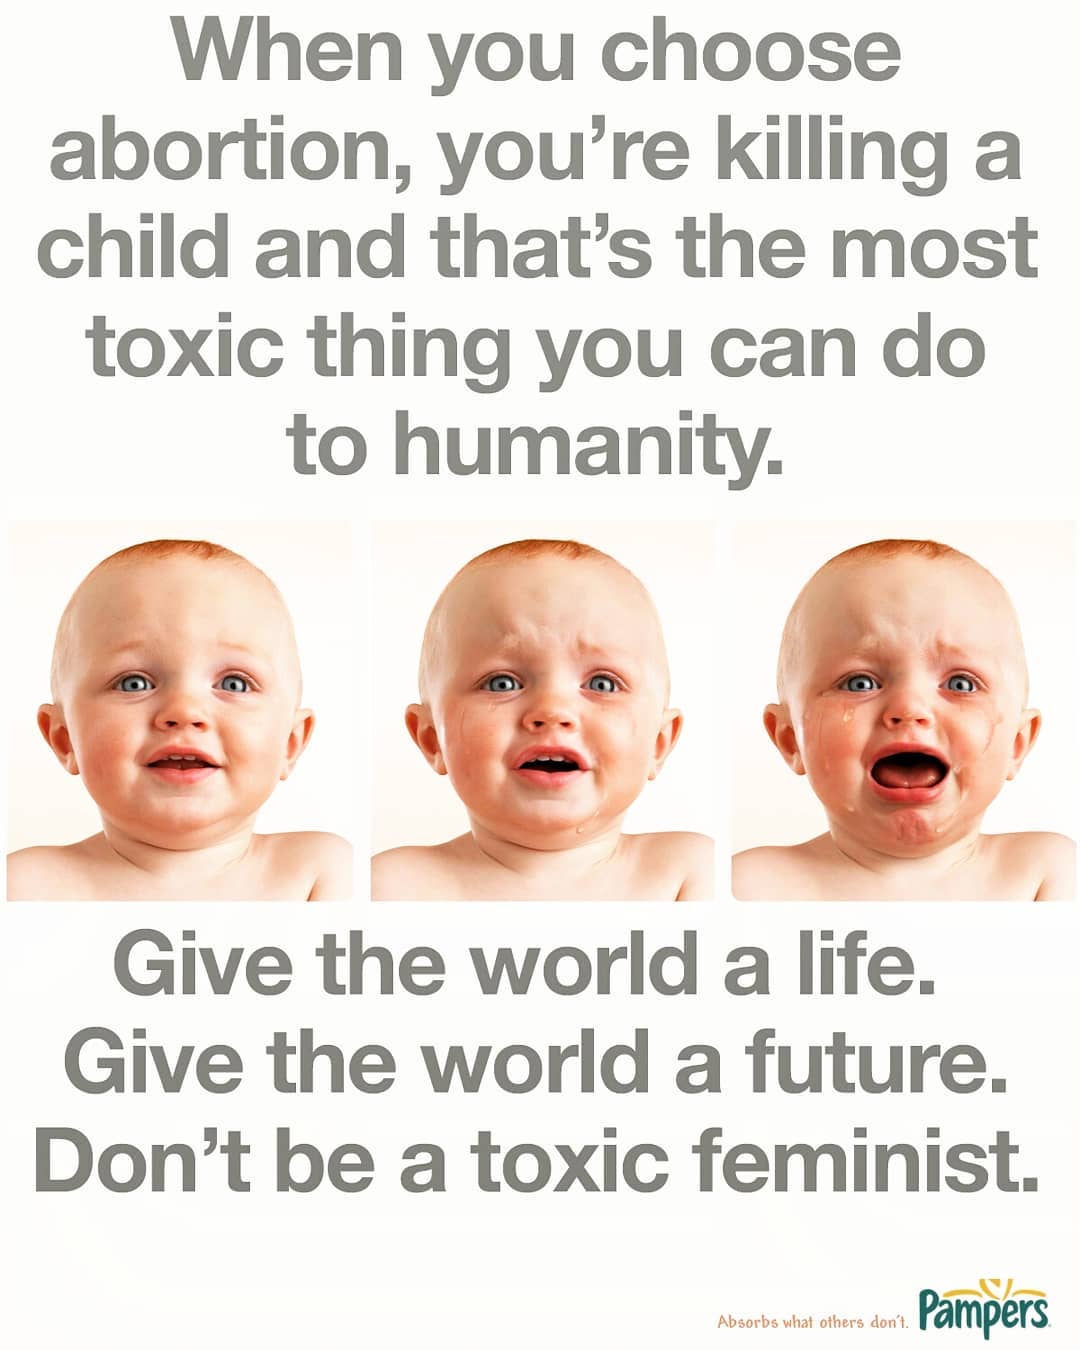 When you choose
abortion, you’re killing a
child and that’s the most
toxic thing you can do
to humanity.
Give the world a life.
Give the world a future.
Don’t be a toxic feminist.
Absorbs what others don't. Pampers